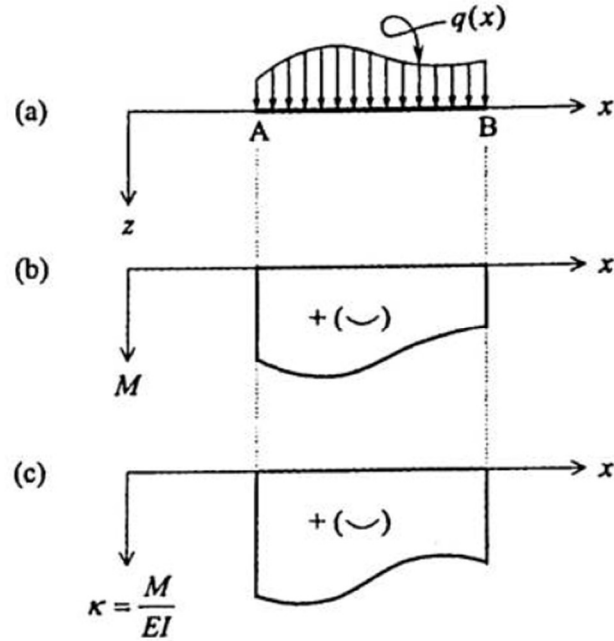 q(x)
(a) x
A B
z
(b) x
+ (⌣)
M
(c) x
+ (⌣)
κ = M/EI